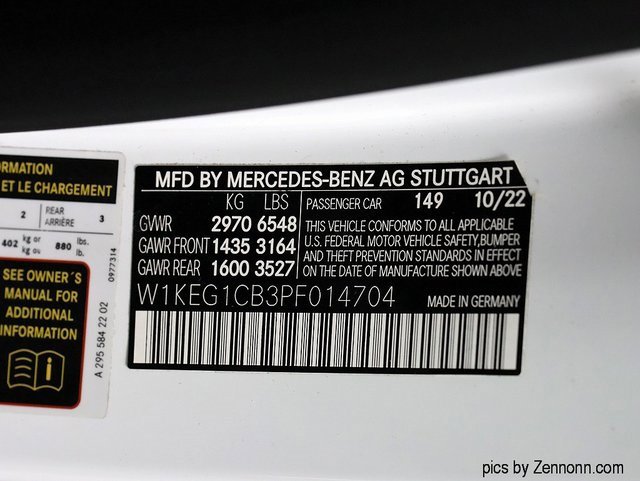 RMATION
ET LE CHARGEMENT
2 REAR ARRIÈRE 3
402 kg or kg ou 880 lbs. lb.
SEE OWNER´S
MANUAL FOR
ADDITIONAL
INFORMATION
A 295 584 22 02
0977314
MFD BY MERCEDES-BENZ AG STUTTGART
KG LBS
GVWR 2970 6548
GAWR FRONT 1435 3164
GAWR REAR 1600 3527
PASSENGER CAR 149 10/22
THIS VEHICLE CONFORMS TO ALL APPLICABLE
U.S. FEDERAL MOTOR VEHICLE SAFETY,BUMPER
AND THEFT PREVENTION STANDARDS IN EFFECT
ON THE DATE OF MANUFACTURE SHOWN ABOVE
W1KEG1CB3PF014704 MADE IN GERMANY
pics by Zennonn.com